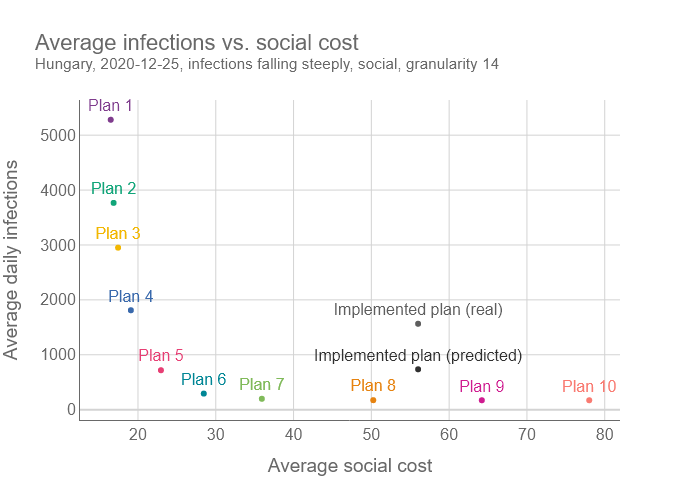 Average infections vs. social cost
Hungary, 2020-12-25, infections falling steeply, social, granularity 14
Plan 1
5000
Plan 2
4000
Plan 3
3000
Plan 4
2000
Implemented plan (real)
Plan 5
Implemented plan (predicted)
1000
Plan 6
Plan 7
Plan 8
Plan 9
Plan 10
0
20 30 40 50 60 70 80
Average social cost
Average daily infections